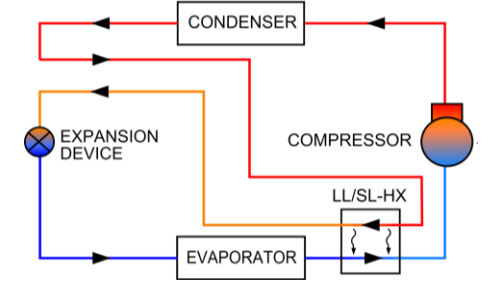 CONDENSER
EXPANSION
DEVICE
COMPRESSOR
LL/SL-HX
EVAPORATOR